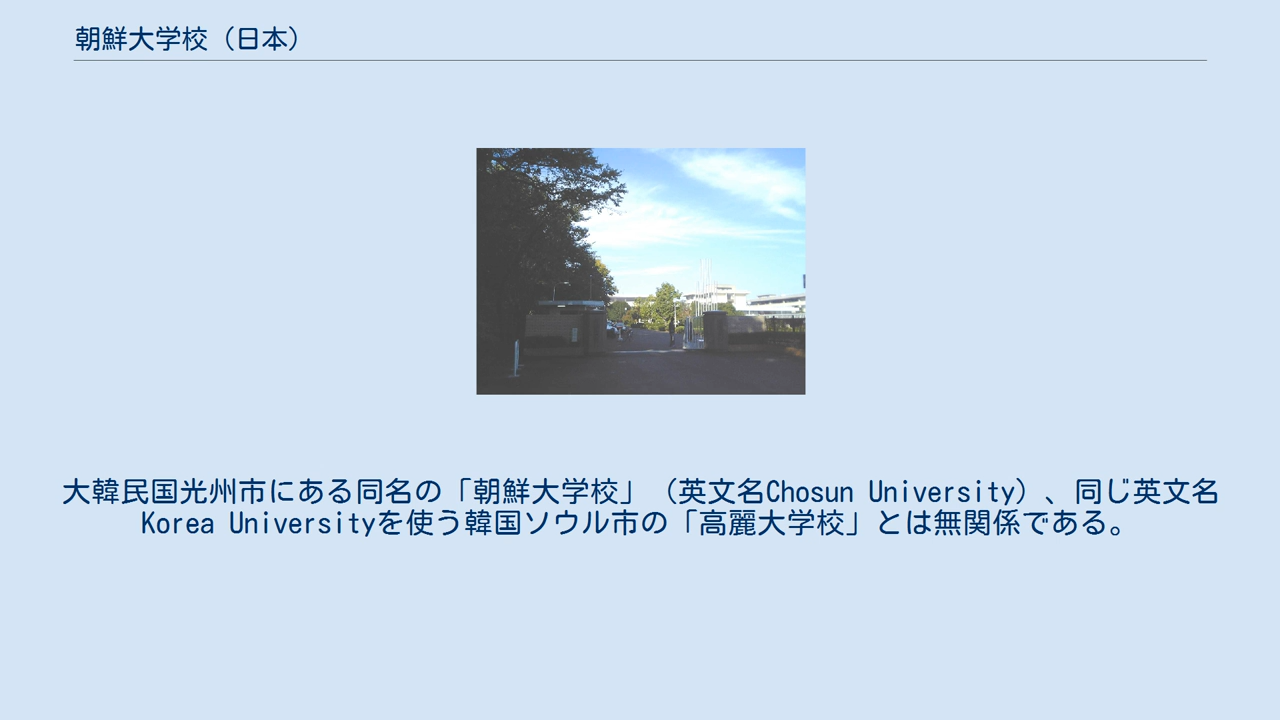 朝鮮大学校（日本）
大韓民国光州市にある同名の「朝鮮大学校」（英文名Chosun University）、同じ英文名
Korea Universityを使う韓国ソウル市の「高麗大学校」とは無関係である。